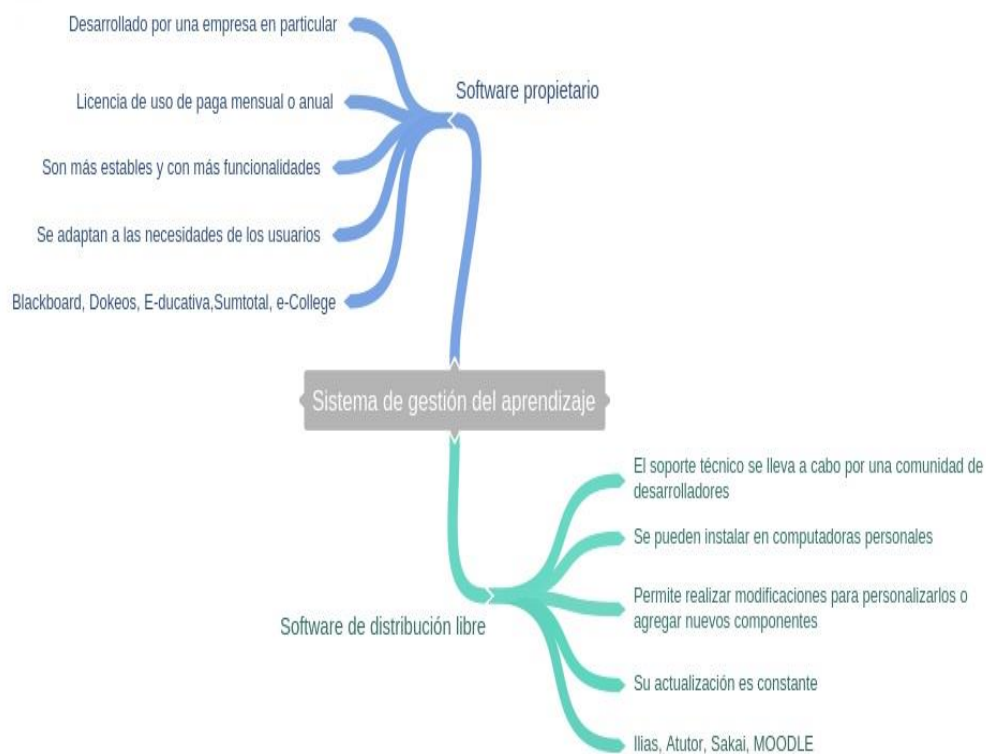 Desarrollado por una empresa en particular
Software propietario
Licencia de uso de paga mensual o anual
Son más estables y con más funcionalidades
Se adaptan a las necesidades de los usuarios
Blackboard, Dokeos, E-ducativa,Sumtotal, e-College
Sistema de gestión del aprendizaje
El soporte técnico se lleva a cabo por una comunidad de
desarrolladores
Se pueden instalar en computadoras personales
Permite realizar modificaciones para personalizarlos o
agregar nuevos componentes
Software de distribución libre
Su actualización es constante
Ilias, Atutor, Sakai, MOODLE